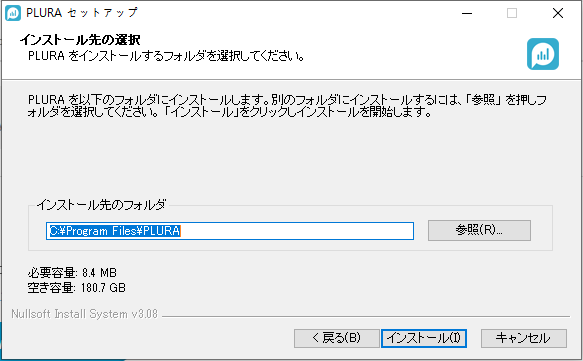 PLURA セットアップ
インストール先の選択
PLURA をインストールするフォルダを選択してください。
PLURA を以下のフォルダにインストールします。別のフォルダにインストールするには、「参照」 を押しフ
ォルダを選択してください。 「インストール」をクリックしインストールを開始します。
インストール先のフォルダ
C:¥Program Files¥PLURA
参照(R)...
必要容量: 8.4 MB
空き容量: 180.7 GB
Nullsoft Install System v3.08
< 戻る(B)
インストール(I)
キャンセル